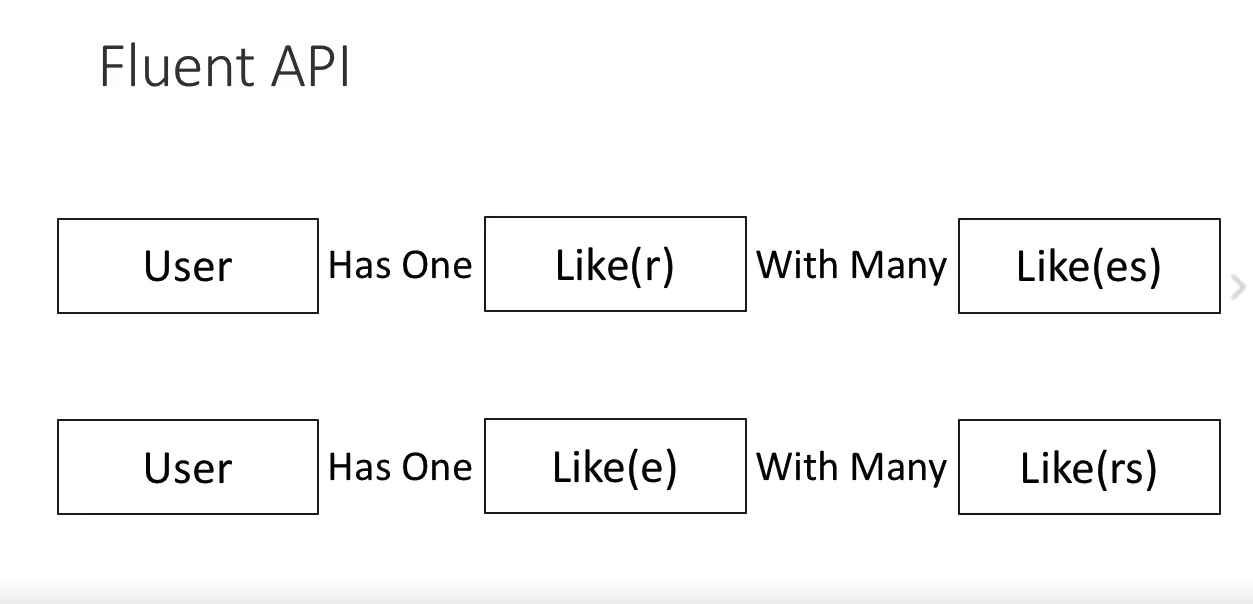 Fluent API
User Has One Like(r) With Many Like(es)
User Has One Like(e) With Many Like(rs)